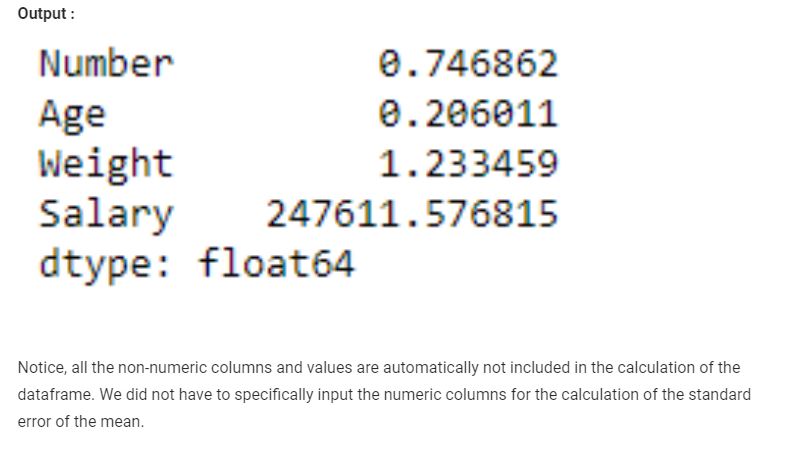 Output :
Number 0.746862
Age 0.206011
Weight 1.233459
Salary 247611.576815
dtype: float64
Notice, all the non-numeric columns and values are automatically not included in the calculation of the
dataframe. We did not have to specifically input the numeric columns for the calculation of the standard
error of the mean.